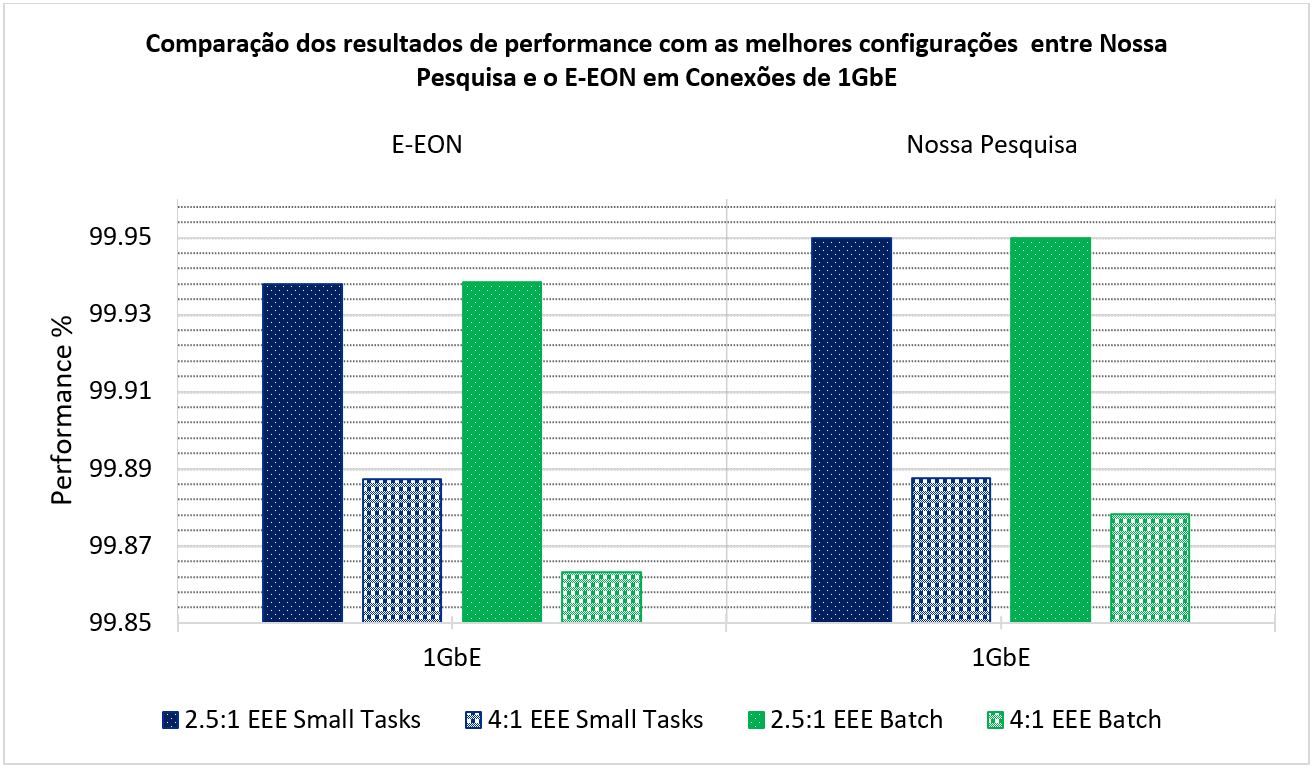 Comparação dos resultados de performance com as melhores configurações  entre Nossa
Pesquisa e o E-EON em Conexões de 1GbE
E-EON
Nossa Pesquisa
Performance %
99.95
99.93
99.91
99.89
99.87
99.85
1GbE
1GbE
2.5:1 EEE Small Tasks
4:1 EEE Small Tasks
2.5:1 EEE Batch
4:1 EEE Batch